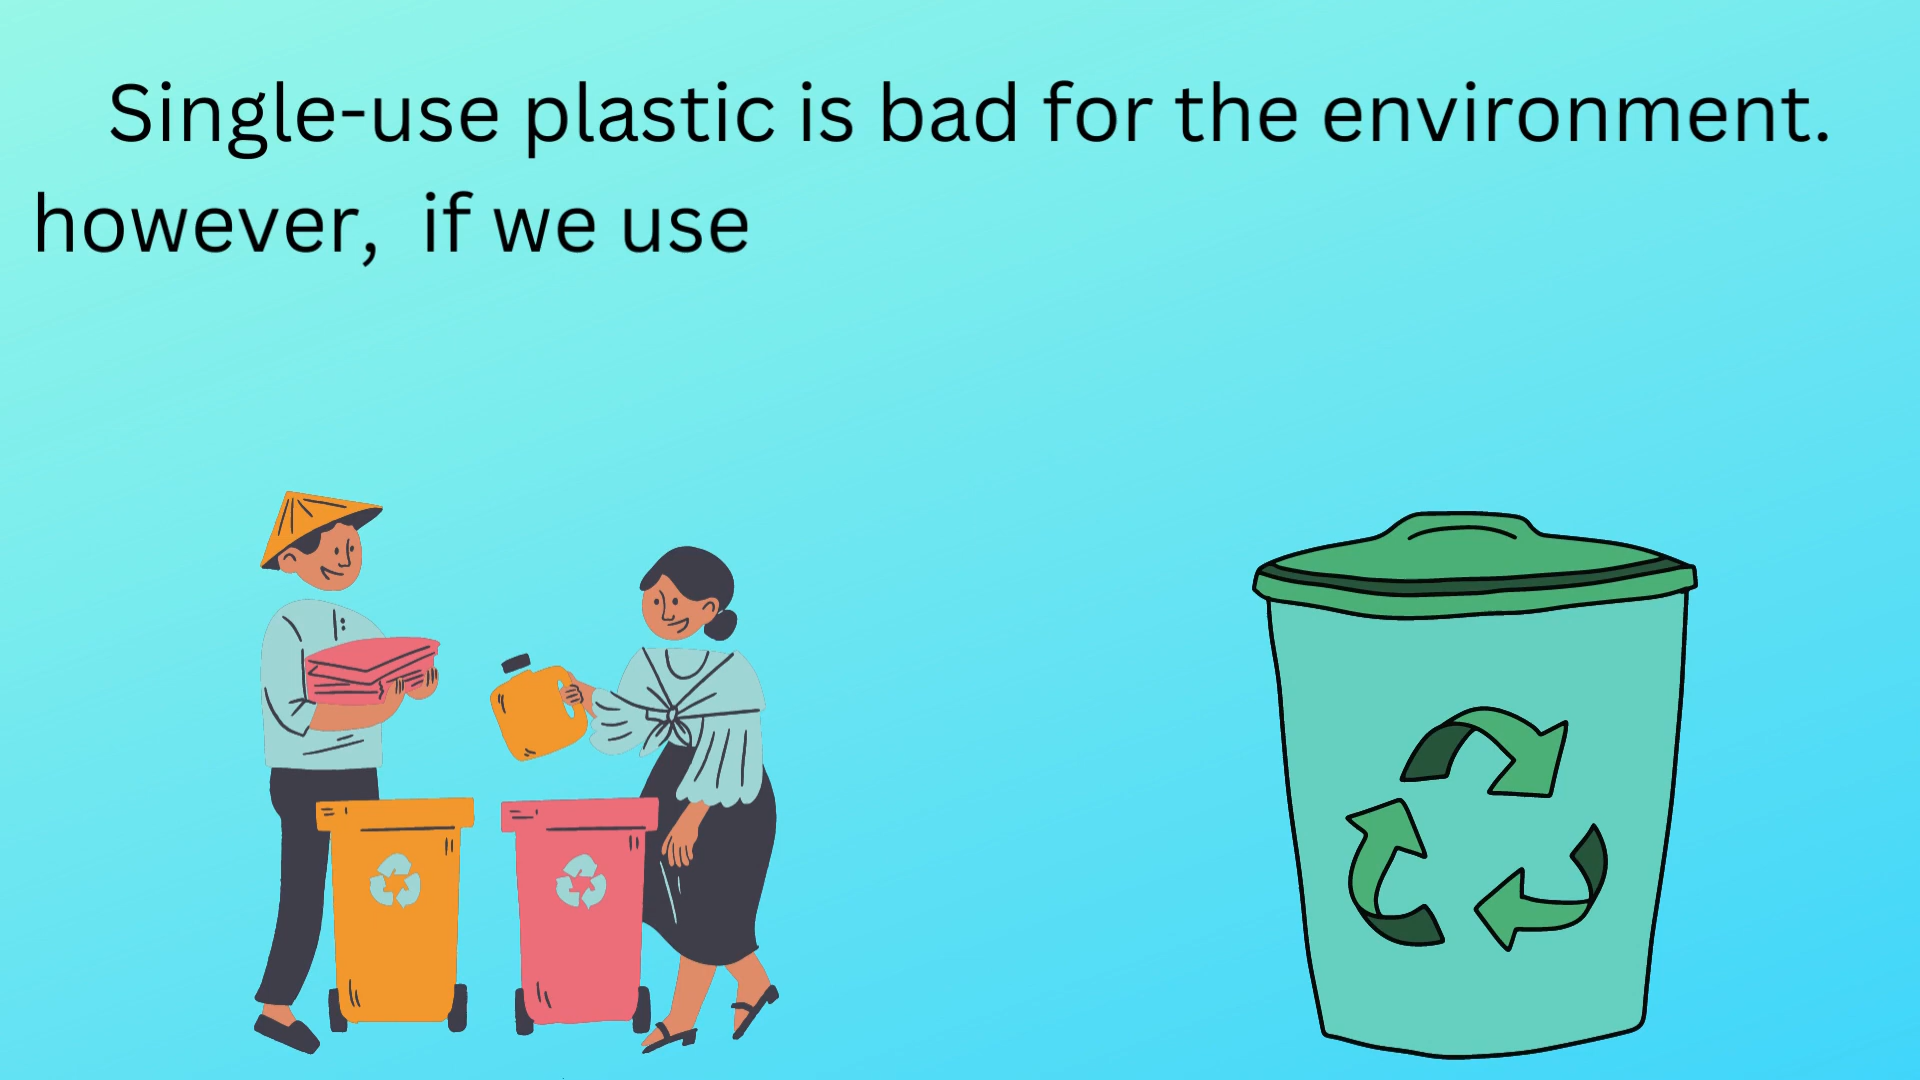 Single-use plastic is bad for the environment.
however,  if we use